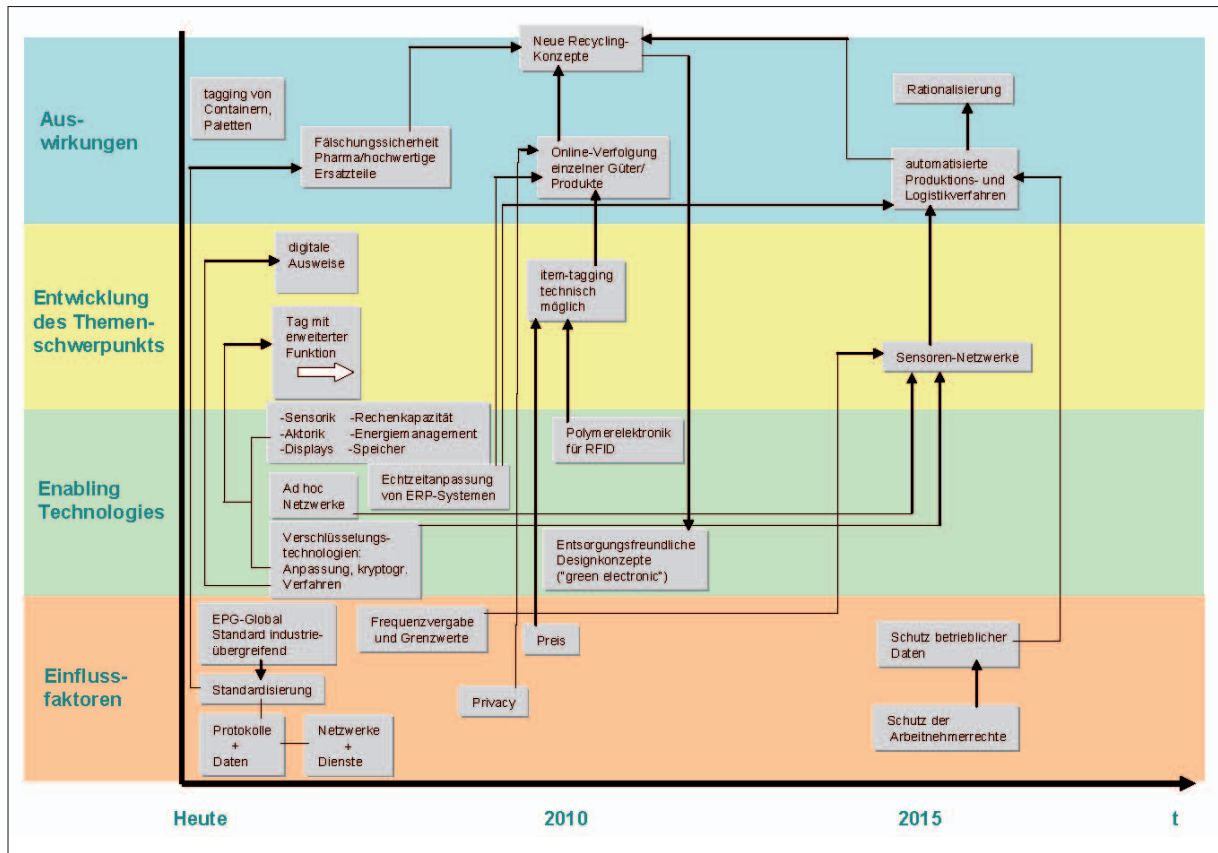 Neue Recycling-
Konzepte
tagging von
Containern,
Paletten
Rationalisierung
Aus-
wirkungen
Fälschungssicherheit
Pharma/hochwertige
Ersatzteile
Online-Verfolgung
einzelner Güter/
Produkte
automatisierte
Produktions- und
Logistikverfahren
digitale
Ausweise
item-tagging
technisch
möglich
Entwicklung
des Themen-
schwerpunkts
Tag mit
erweiterter
Funktion
Sensoren-Netzwerke
-Sensorik -Rechenkapazität
-Aktorik -Energiemanagement
-Displays -Speicher
Polymerelektronik
für RFID
Echtzeitanpassung
von ERP-Systemen
Enabling
Technologies
Ad hoc
Netzwerke
Verschlüsselungs-
technologien:
Anpassung, kryptogr.
Verfahren
Entsorgungsfreundliche
Designkonzepte
("green electronic")
EPG-Global
Standard industrie-
übergreifend
Frequenzvergabe
und Grenzwerte
Preis
Schutz betrieblicher
Daten
Einfluss-
faktoren
Standardisierung
Privacy
Protokolle
+
Daten
Netzwerke
+
Dienste
Schutz der
Arbeitnehmerrechte
Heute 2010 2015 t